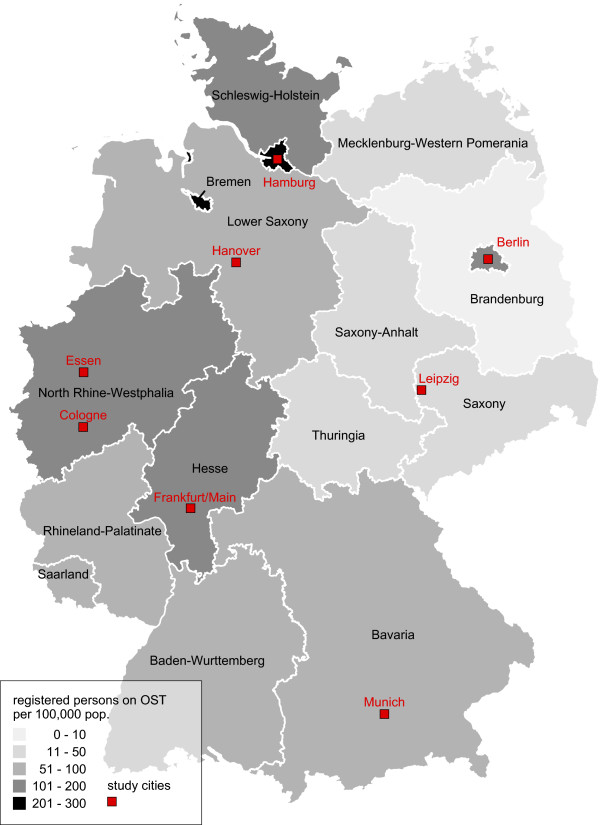 Schleswig-Holstein
Mecklenburg-Western Pomerania
Hamburg
Bremen
Lower Saxony
Berlin
Hanover
Brandenburg
Saxony-Anhalt
Essen
Leipzig
North Rhine-Westphalia
Saxony
Cologne
Thuringia
Hesse
Frankfurt/Main
Rhineland-Palatinate
Saarland
Bavaria
Baden-Wurttemberg
Munich
registered persons on OST
per 100,000 pop.
0 - 10
11 - 50
51 - 100
101 - 200
201 - 300
study cities